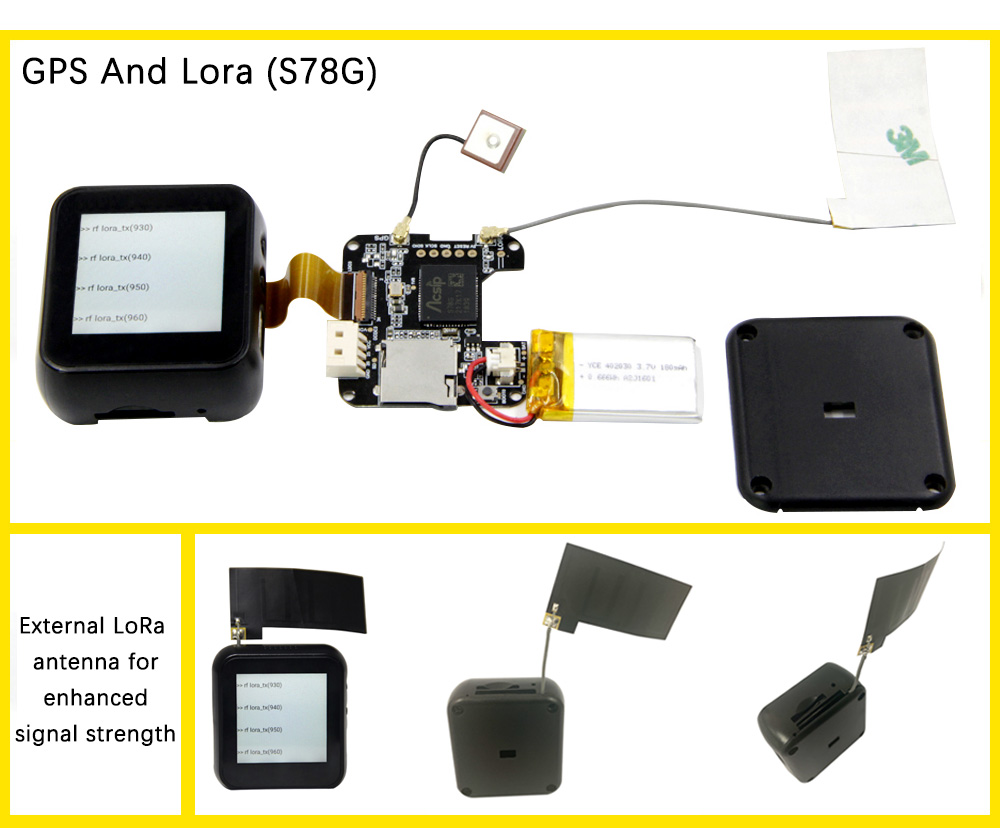 GPS And Lora (S78G)
3M
>> rf lora_tx(930)
>> rf lora_tx(940)
>> rf lora_tx(950)
>> rf lora_tx(960)
GPS
Acsip
- YCE 402030 3.7V 180mAh
External LoRa
antenna for
enhanced
signal strength
>> rf lora_tx(930)
>> rf lora_tx(940)
>> rf lora_tx(950)
>> rf lora_tx(960)